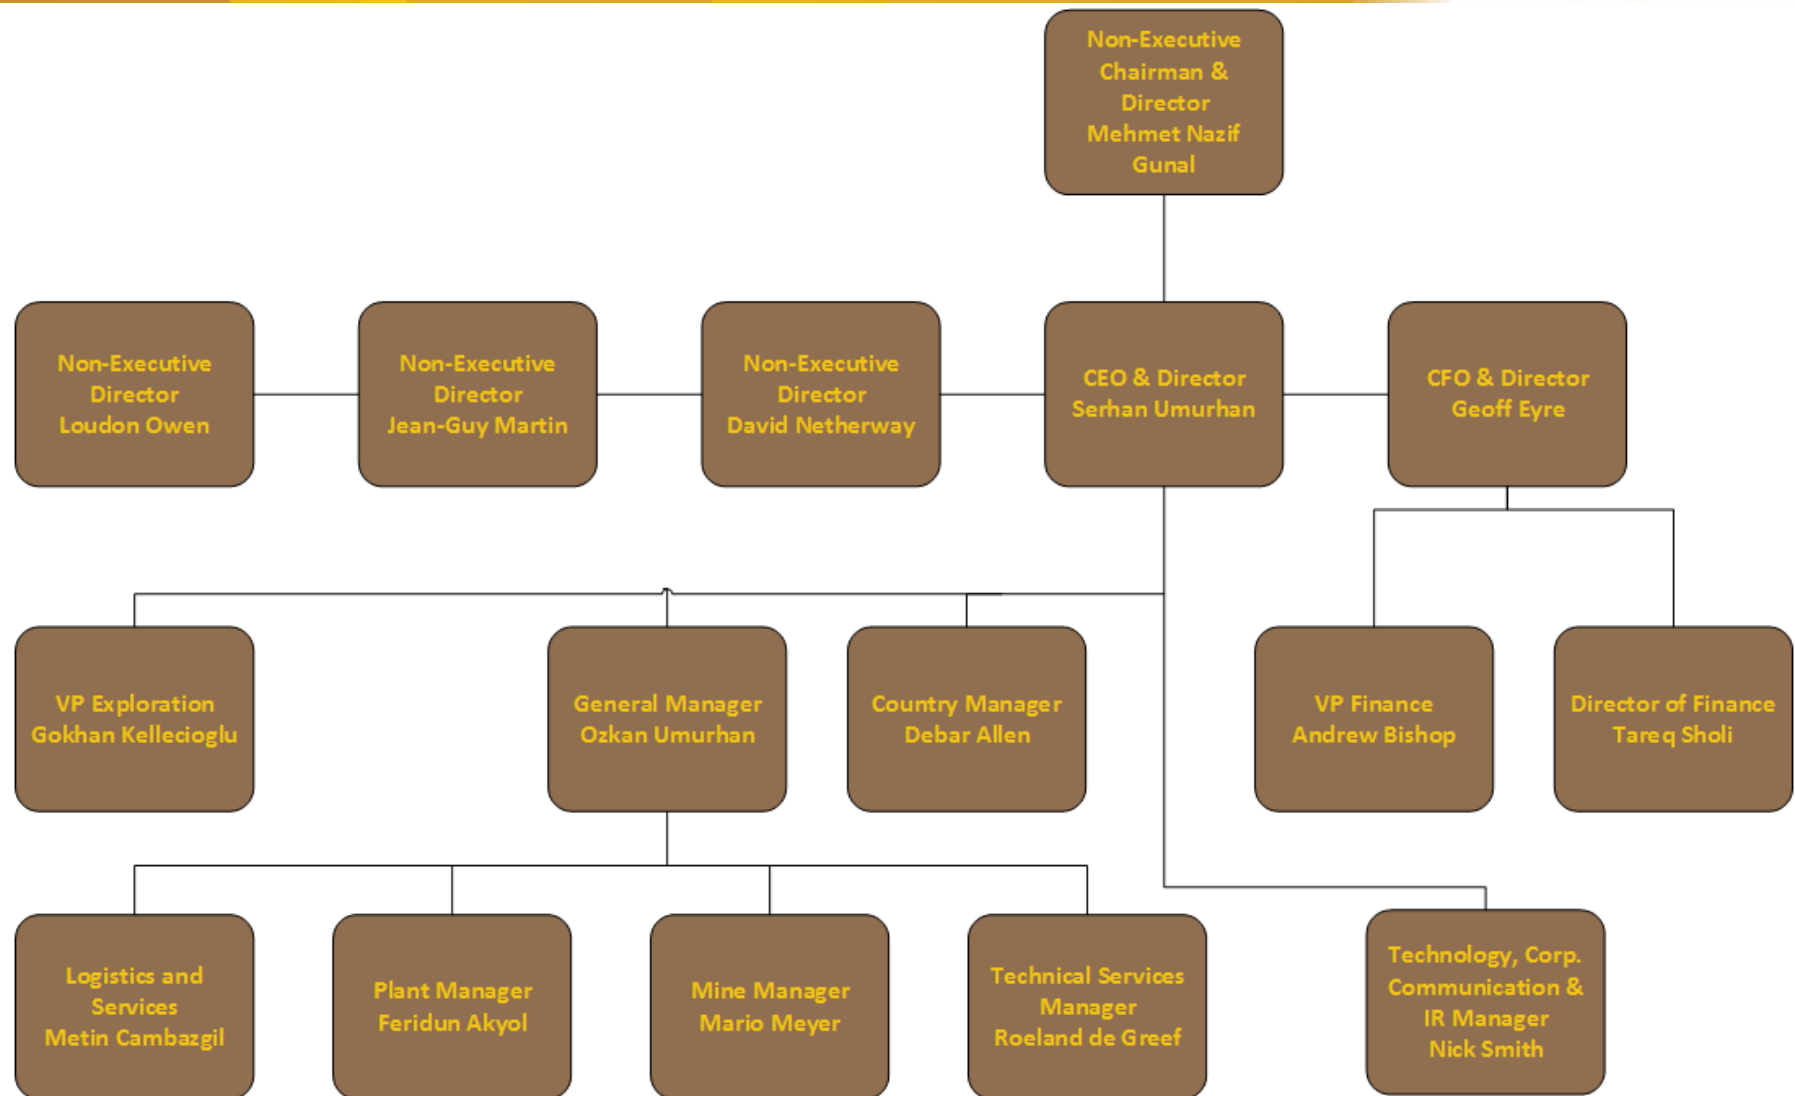 Non-Executive
Chairman &
Director
Mehmet Nazif
Gunal
Non-Executive
Director
Loudon Owen
Non-Executive
Director
Jean-Guy Martin
Non-Executive
Director
David Netherway
CEO & Director
Serhan Umurhan
CFO & Director
Geoff Eyre
VP Exploration
Gokhan Kellecioglu
General Manager
Ozkan Umurhan
Country Manager
Debar Allen
VP Finance
Andrew Bishop
Director of Finance
Tareq Sholi
Logistics and
Services
Metin Cambazgil
Plant Manager
Feridun Akyol
Mine Manager
Mario Meyer
Technical Services
Manager
Roeland de Greef
Technology, Corp.
Communication &
IR Manager
Nick Smith